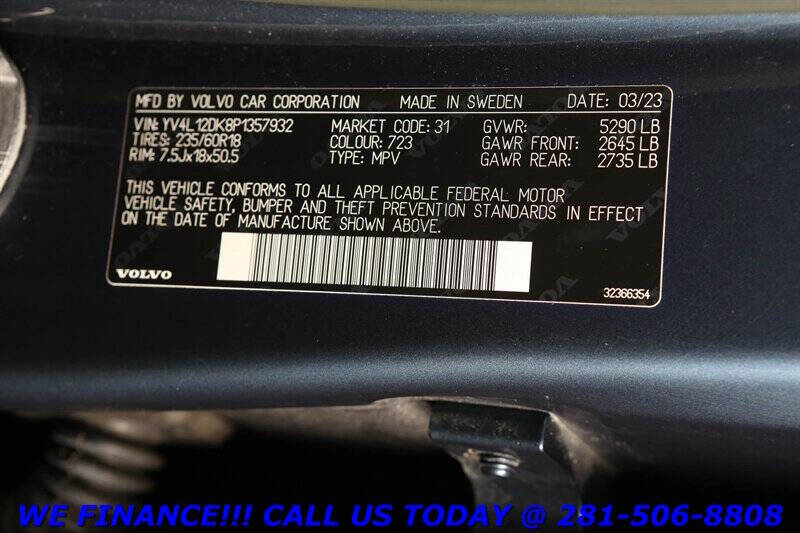 MFD BY VOLVO CAR CORPORATION MADE IN SWEDEN DATE: 03/23
VIN: YV4L12DK8P1357932 MARKET CODE: 31 GVWR: 5290 LB
TIRES: 235/60R18 COLOUR: 723 GAWR FRONT: 2645 LB
RIM: 7.5Jx18x50.5 TYPE: MPV GAWR REAR: 2735 LB
THIS VEHICLE CONFORMS TO ALL APPLICABLE FEDERAL MOTOR
VEHICLE SAFETY, BUMPER AND THEFT PREVENTION STANDARDS IN EFFECT
ON THE DATE OF MANUFACTURE SHOWN ABOVE.
VOLVO 32366354
WE FINANCE!!! CALL US TODAY @ 281-506-8808